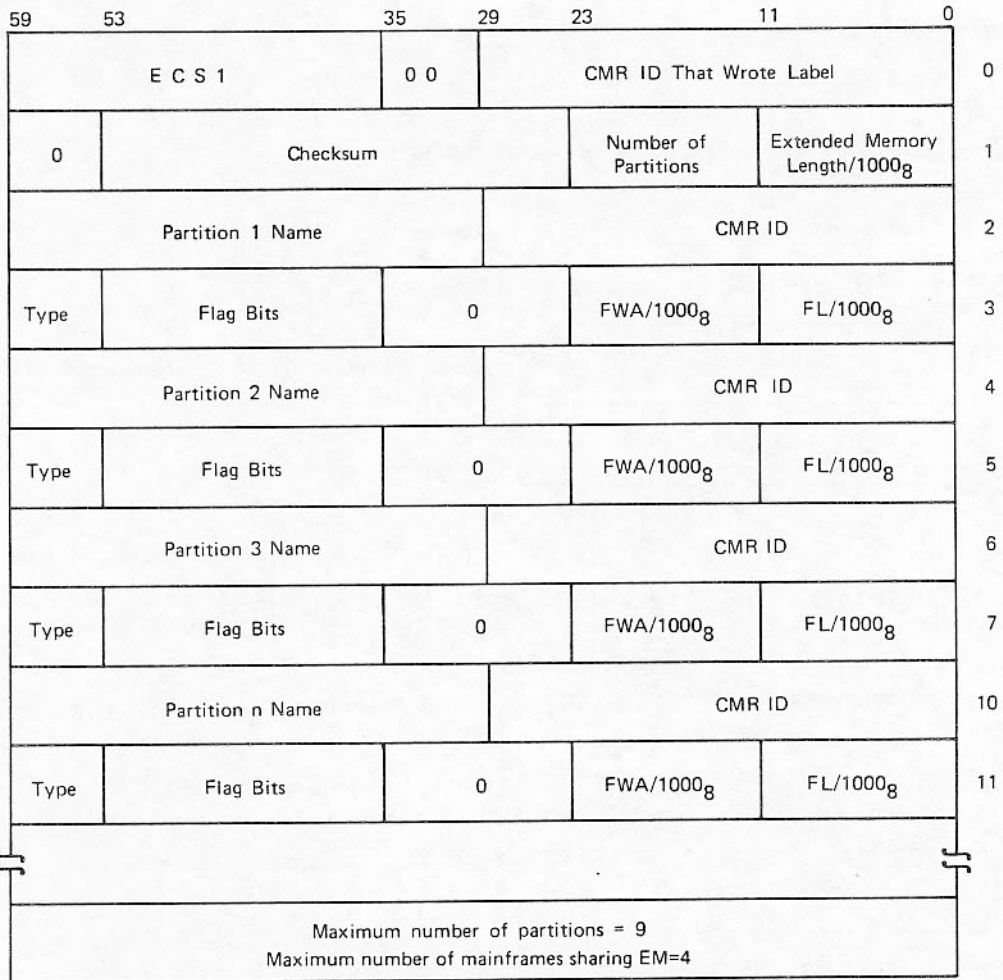 59 53 35 29 23 11 0
E C S 1 0 0 CMR ID That Wrote Label 0
0 Checksum Number of Partitions Extended Memory Length/1000₈ 1
Partition 1 Name CMR ID 2
Type Flag Bits 0 FWA/1000₈ FL/1000₈ 3
Partition 2 Name CMR ID 4
Type Flag Bits 0 FWA/1000₈ FL/1000₈ 5
Partition 3 Name CMR ID 6
Type Flag Bits 0 FWA/1000₈ FL/1000₈ 7
Partition n Name CMR ID 10
Type Flag Bits 0 FWA/1000₈ FL/1000₈ 11
Maximum number of partitions = 9
Maximum number of mainframes sharing EM=4